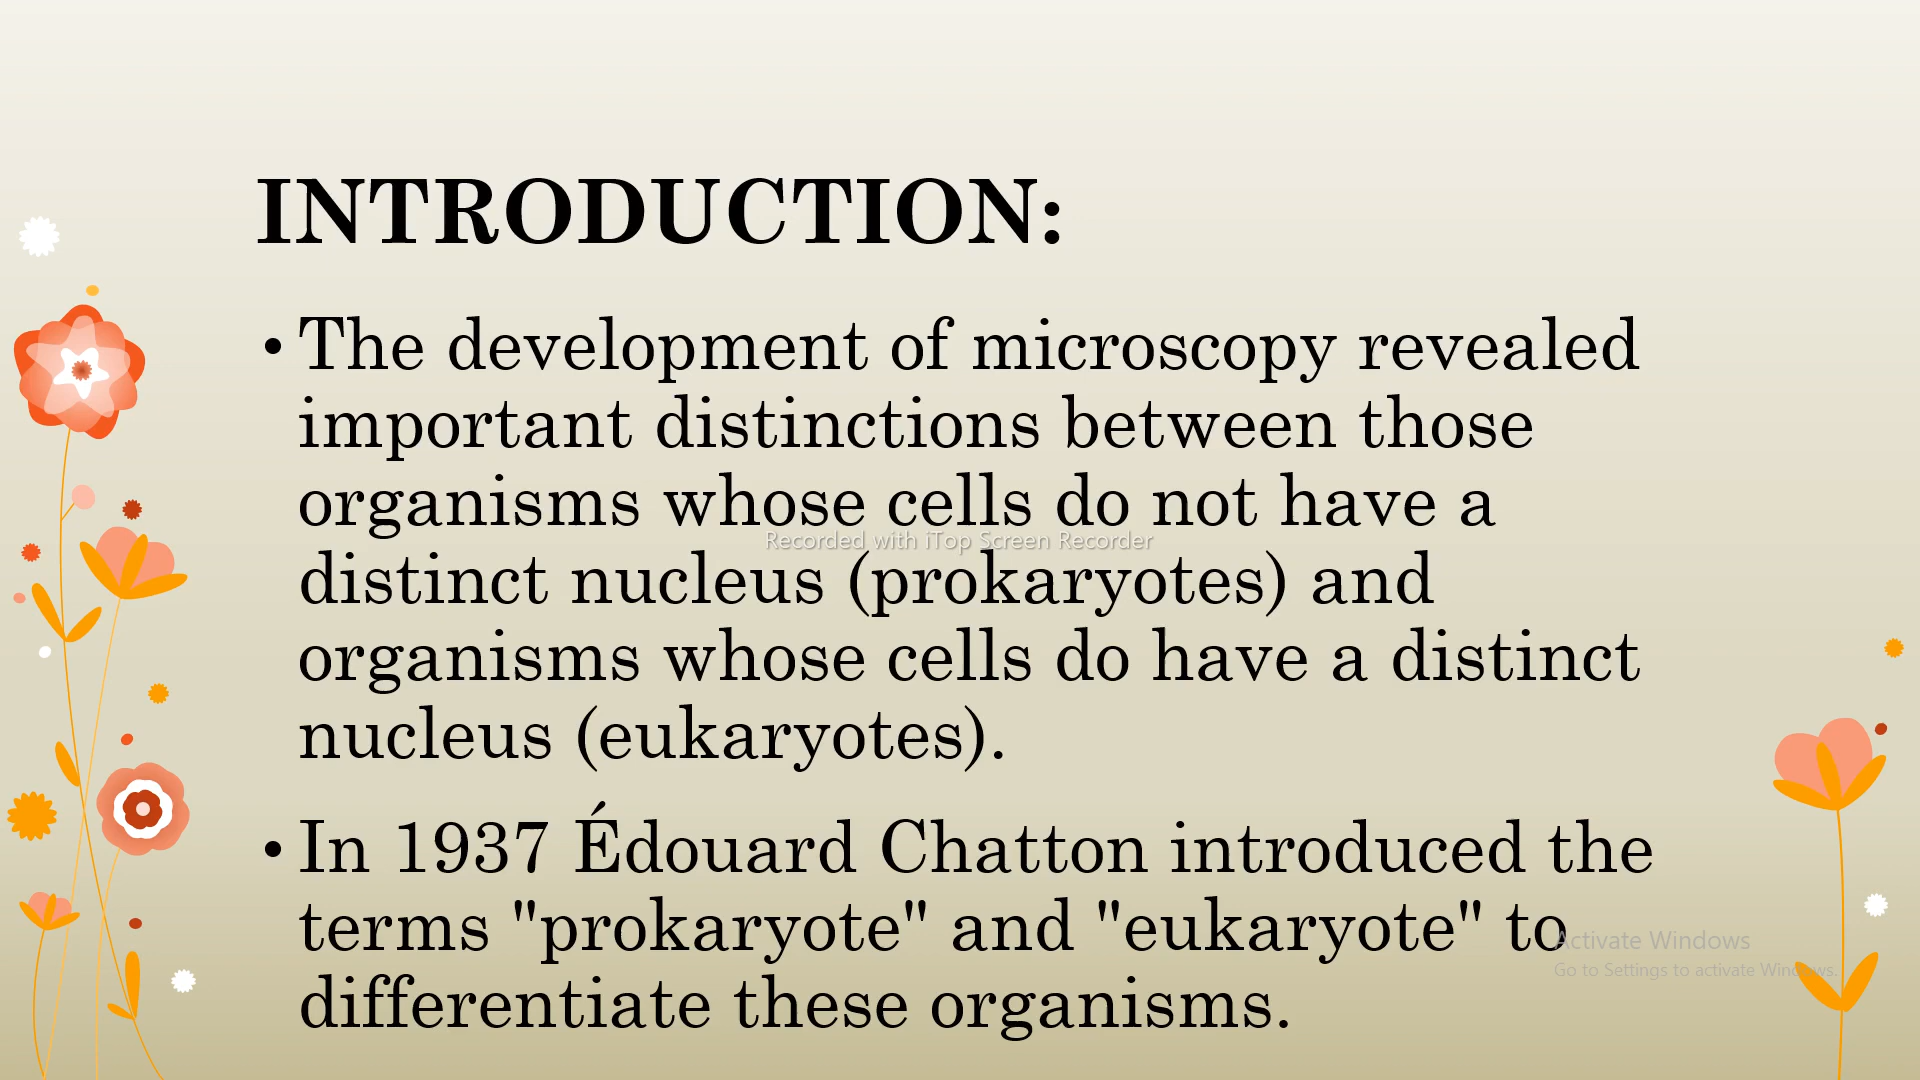 INTRODUCTION:
• The development of microscopy revealed
important distinctions between those
organisms whose cells do not have a
Recorded with iTop Screen Recorder
distinct nucleus (prokaryotes) and
organisms whose cells do have a distinct
nucleus (eukaryotes).
• In 1937 Édouard Chatton introduced the
terms "prokaryote" and "eukaryote" to
Activate Windows
Go to Settings to activate Windows.
differentiate these organisms.